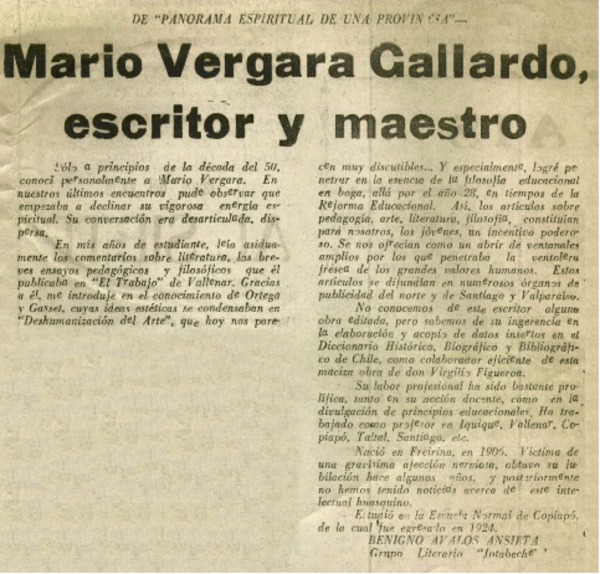 DE "PANORAMA ESPIRITUAL DE UNA PROVINCIA"—
Mario Vergara Gallardo,
escritor y maestro
Sólo a principios de la década del 50,
conocí personalmente a Mario Vergara. En
nuestros últimos encuentros pude observar que
empezaba a declinar su vigorosa energía es-
piritual. Su conversación era desarticulada, dis-
persa.
En mis años de estudiante, leía asidua-
mente los comentarios sobre literatura, los bre-
ves ensayos pedagógicos y filosóficos que él
publicaba en "El Trabajo" de Vallenar. Gracias
a él, me introduje en el conocimiento de Ortega
y Gasset, cuyas ideas estéticas se condensaban en
"Deshumanización del Arte", que hoy nos pare-
cen muy discutibles... Y especialmente, logré pe-
netrar en la esencia de la filosofía educacional
en boga, allá por el año 28, en tiempos de la
Reforma Educacional. Así, los artículos sobre
pedagogía, arte, literatura, filosofía, constituían
para nosotros, los jóvenes, un incentivo podero-
so. Se nos ofrecían como un abrir de ventanales
amplios por los que penetraba la ventolera
fresca de los grandes valores humanos. Estos
artículos se difundían en numerosos órganos de
publicidad del norte y de Santiago y Valparaíso.
No conocemos de este escritor alguna
obra editada, pero sabemos de su ingerencia en
la elaboración y acopio de datos insertos en el
Diccionario Histórico, Biográfico y Bibliográfi-
co de Chile, como colaborador eficiente de esta
maciza obra de don Virgilio Figueroa.
Su labor profesional ha sido bastante pro-
lífica, tanto en su acción docente, como en la
divulgación de principios educacionales. Ha tra-
bajado como profesor en Iquique, Vallenar, Co-
piapó, Taltal, Santiago, etc.
Nació en Freirina, en 1905. Víctima de
una gravísima afección nerviosa, obtuvo su ju-
bilación hace algunos años, y posteriormente
no hemos tenido noticias acerca de este inte-
lectual huasquino.
Estudió en la Escuela Normal de Copiapó,
de la cual fue egresado en 1924.
BENIGNO AVALOS ANSIETA
Grupo Literario "Jotabeche"